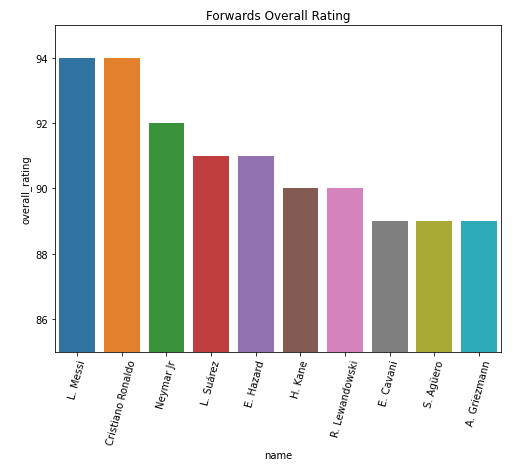 Forwards Overall Rating
overall_rating
94
92
90
88
86
L. Messi
Cristiano Ronaldo
Neymar Jr
L. Suárez
E. Hazard
H. Kane
R. Lewandowski
E. Cavani
S. Agüero
A. Griezmann
name